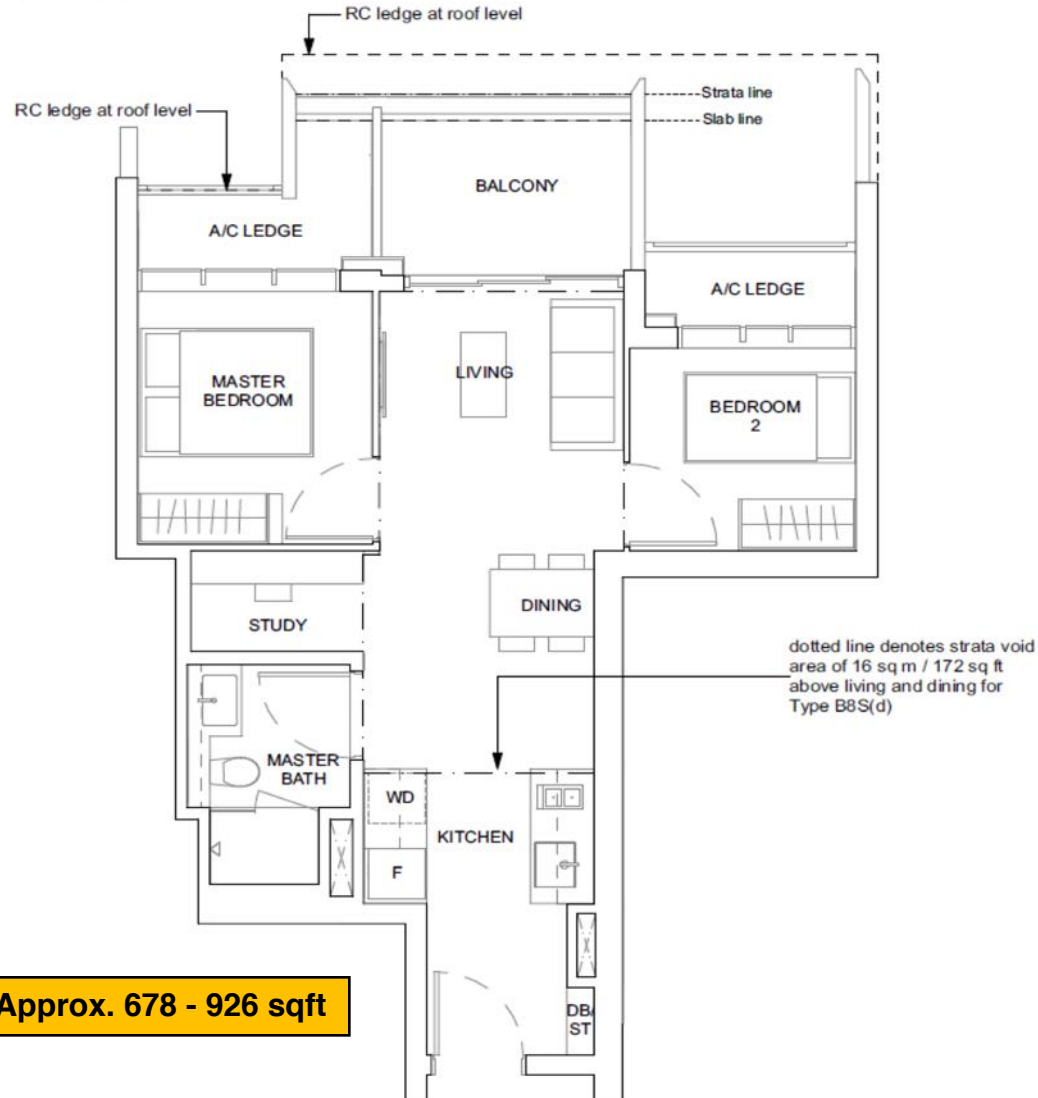 RC ledge at roof level
Strata line
RC ledge at roof level
Slab line
BALCONY
A/C LEDGE
A/C LEDGE
LIVING
MASTER
BEDROOM
BEDROOM
2
DINING
STUDY
dotted line denotes strata void
area of 16 sq m / 172 sq ft
above living and dining for
Type B8S(d)
MASTER
BATH
WD
KITCHEN
F
Approx. 678 - 926 sqft
DB/
ST